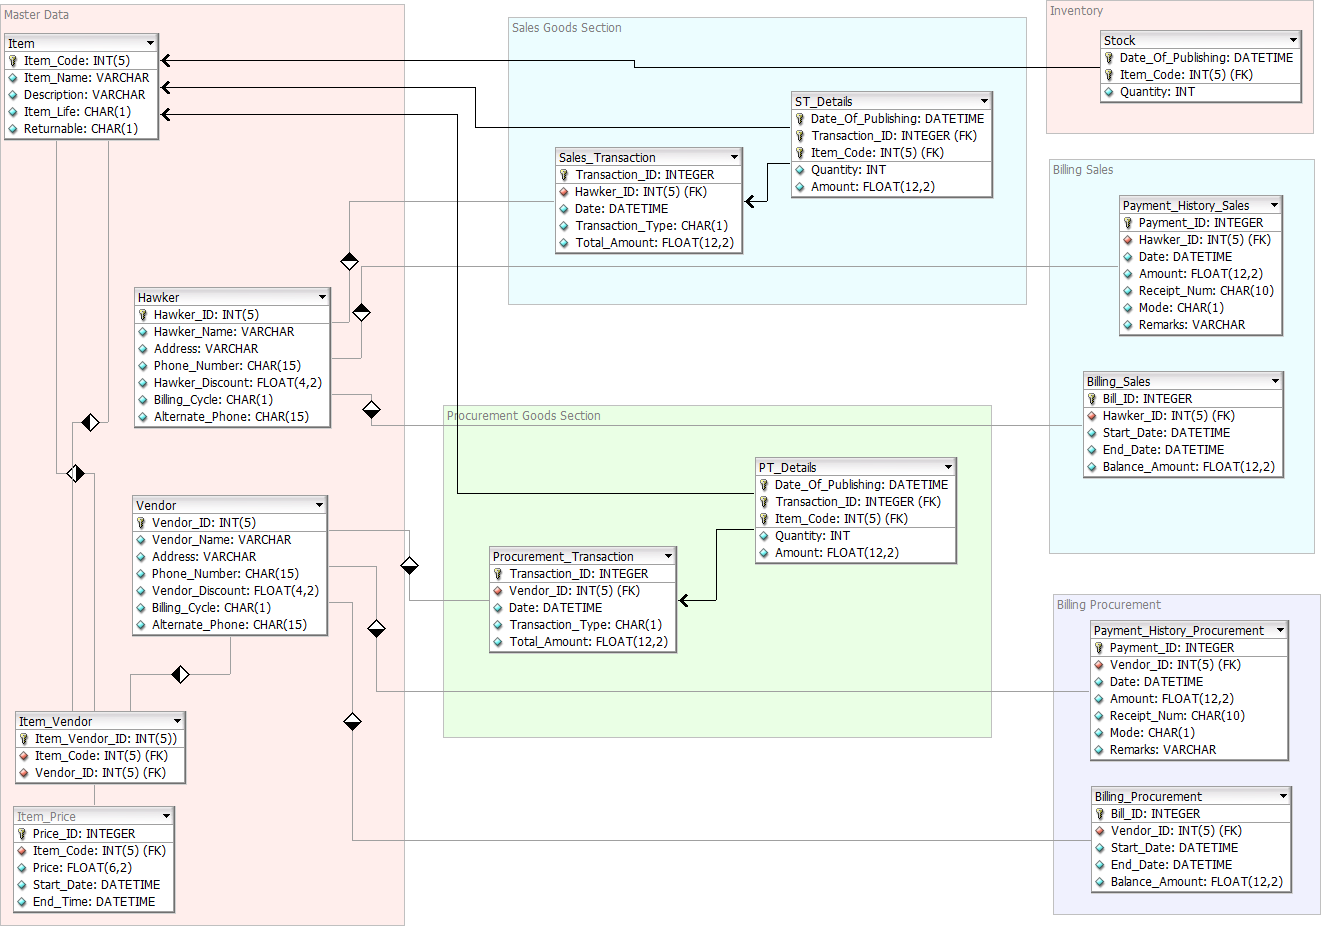 Master Data
Item
Item_Code: INT(5)
Item_Name: VARCHAR
Description: VARCHAR
Item_Life: CHAR(1)
Returnable: CHAR(1)
Hawker
Hawker_ID: INT(5)
Hawker_Name: VARCHAR
Address: VARCHAR
Phone_Number: CHAR(15)
Hawker_Discount: FLOAT(4,2)
Billing_Cycle: CHAR(1)
Alternate_Phone: CHAR(15)
Vendor
Vendor_ID: INT(5)
Vendor_Name: VARCHAR
Address: VARCHAR
Phone_Number: CHAR(15)
Vendor_Discount: FLOAT(4,2)
Billing_Cycle: CHAR(1)
Alternate_Phone: CHAR(15)
Item_Vendor
Item_Vendor_ID: INT(5))
Item_Code: INT(5) (FK)
Vendor_ID: INT(5) (FK)
Item_Price
Price_ID: INTEGER
Item_Code: INT(5) (FK)
Price: FLOAT(6,2)
Start_Date: DATETIME
End_Time: DATETIME
Sales Goods Section
Sales_Transaction
Transaction_ID: INTEGER
Hawker_ID: INT(5) (FK)
Date: DATETIME
Transaction_Type: CHAR(1)
Total_Amount: FLOAT(12,2)
ST_Details
Date_Of_Publishing: DATETIME
Transaction_ID: INTEGER (FK)
Item_Code: INT(5) (FK)
Quantity: INT
Amount: FLOAT(12,2)
Procurement Goods Section
Procurement_Transaction
Transaction_ID: INTEGER
Vendor_ID: INT(5) (FK)
Date: DATETIME
Transaction_Type: CHAR(1)
Total_Amount: FLOAT(12,2)
PT_Details
Date_Of_Publishing: DATETIME
Transaction_ID: INTEGER (FK)
Item_Code: INT(5) (FK)
Quantity: INT
Amount: FLOAT(12,2)
Inventory
Stock
Date_Of_Publishing: DATETIME
Item_Code: INT(5) (FK)
Quantity: INT
Billing Sales
Payment_History_Sales
Payment_ID: INTEGER
Hawker_ID: INT(5) (FK)
Date: DATETIME
Amount: FLOAT(12,2)
Receipt_Num: CHAR(10)
Mode: CHAR(1)
Remarks: VARCHAR
Billing_Sales
Bill_ID: INTEGER
Hawker_ID: INT(5) (FK)
Start_Date: DATETIME
End_Date: DATETIME
Balance_Amount: FLOAT(12,2)
Billing Procurement
Payment_History_Procurement
Payment_ID: INTEGER
Vendor_ID: INT(5) (FK)
Date: DATETIME
Amount: FLOAT(12,2)
Receipt_Num: CHAR(10)
Mode: CHAR(1)
Remarks: VARCHAR
Billing_Procurement
Bill_ID: INTEGER
Vendor_ID: INT(5) (FK)
Start_Date: DATETIME
End_Date: DATETIME
Balance_Amount: FLOAT(12,2)